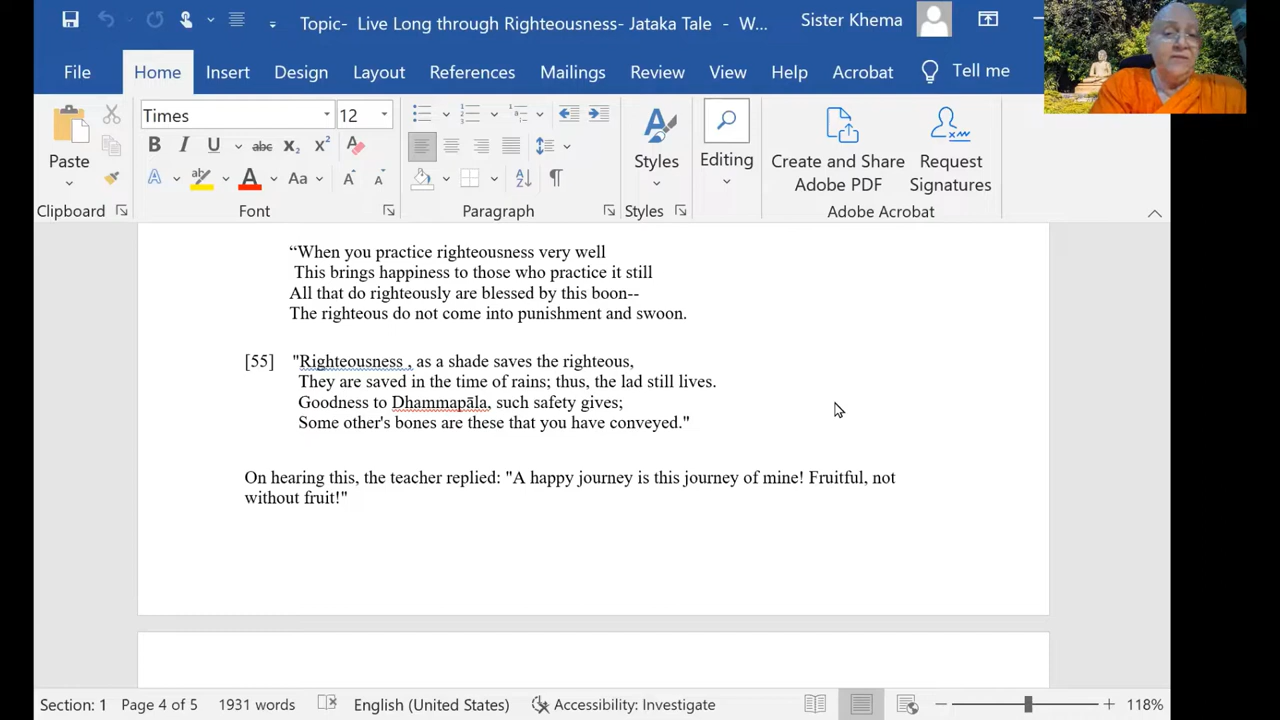 Topic- Live Long through Righteousness- Jataka Tale - W...
Sister Khema
File Home Insert Design Layout References Mailings Review View Help Acrobat Tell me
Times 12
Paste
Styles
Editing
Create and Share Adobe PDF
Request Signatures
Clipboard Font Paragraph Styles Adobe Acrobat
“When you practice righteousness very well
This brings happiness to those who practice it still
All that do righteously are blessed by this boon--
The righteous do not come into punishment and swoon.
[55] "Righteousness , as a shade saves the righteous,
They are saved in the time of rains; thus, the lad still lives.
Goodness to Dhammapāla, such safety gives;
Some other's bones are these that you have conveyed."
On hearing this, the teacher replied: "A happy journey is this journey of mine! Fruitful, not
without fruit!"
Section: 1 Page 4 of 5 1931 words English (United States) Accessibility: Investigate 118%